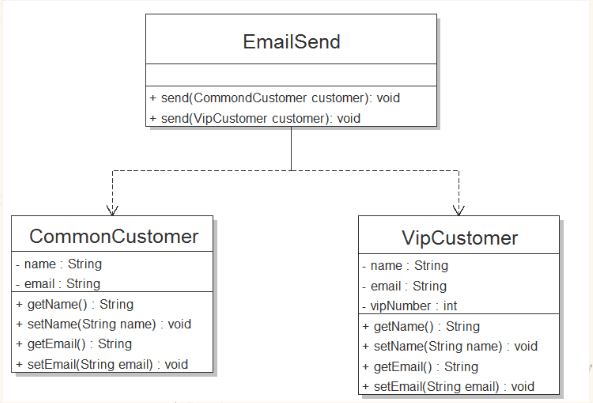 EmailSend
+ send(CommondCustomer customer): void
+ send(VipCustomer customer): void
CommonCustomer
- name : String
- email : String
+ getName() : String
+ setName(String name) : void
+ getEmail() : String
+ setEmail(String email) : void
VipCustomer
- name : String
- email : String
- vipNumber : int
+ getName() : String
+ setName(String name) : void
+ getEmail() : String
+ setEmail(String email) : void